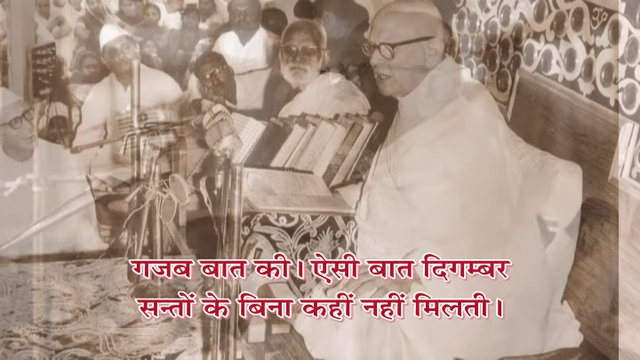 गजब बात की। ऐसी बात दिगम्बर
सन्तों के बिना कहीं नहीं मिलती।